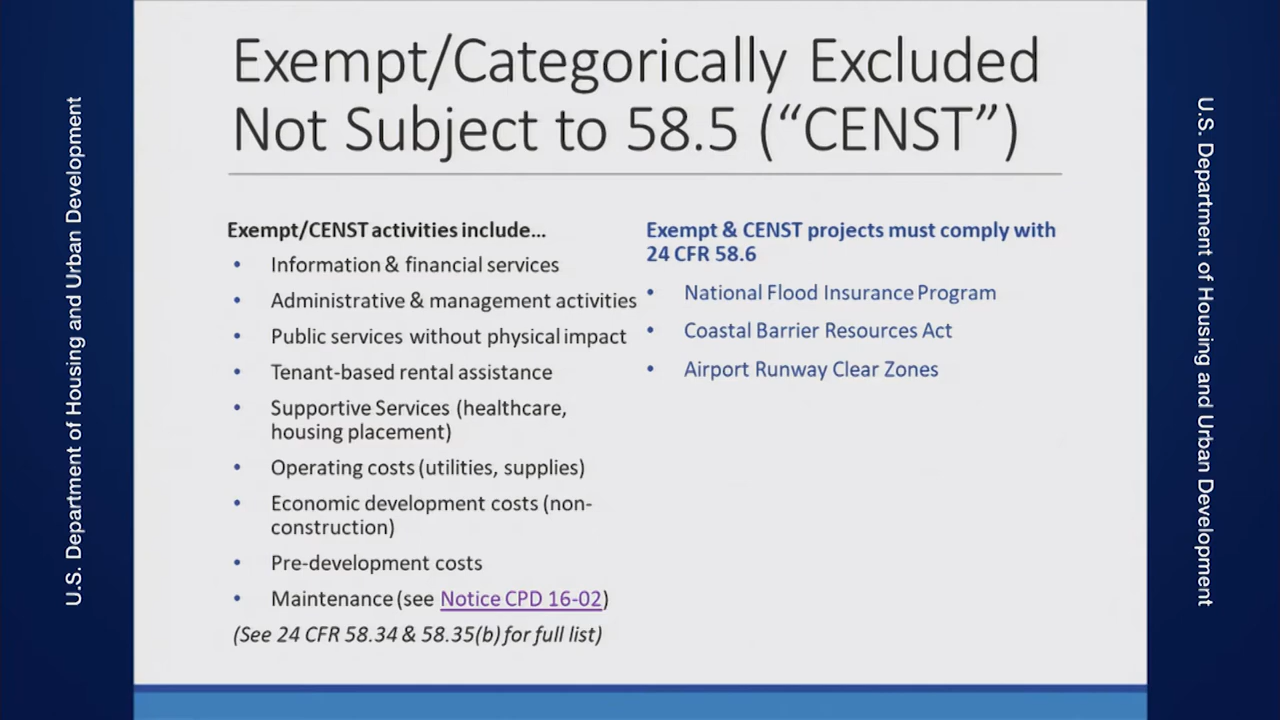 Exempt/Categorically Excluded
Not Subject to 58.5 (“CENST”)
Exempt/CENST activities include…
• Information & financial services
• Administrative & management activities
• Public services without physical impact
• Tenant-based rental assistance
• Supportive Services (healthcare,
housing placement)
• Operating costs (utilities, supplies)
• Economic development costs (non-
construction)
• Pre-development costs
• Maintenance (see Notice CPD 16-02)
(See 24 CFR 58.34 & 58.35(b) for full list)
Exempt & CENST projects must comply with
24 CFR 58.6
• National Flood Insurance Program
• Coastal Barrier Resources Act
• Airport Runway Clear Zones
U.S. Department of Housing and Urban Development
U.S. Department of Housing and Urban Development